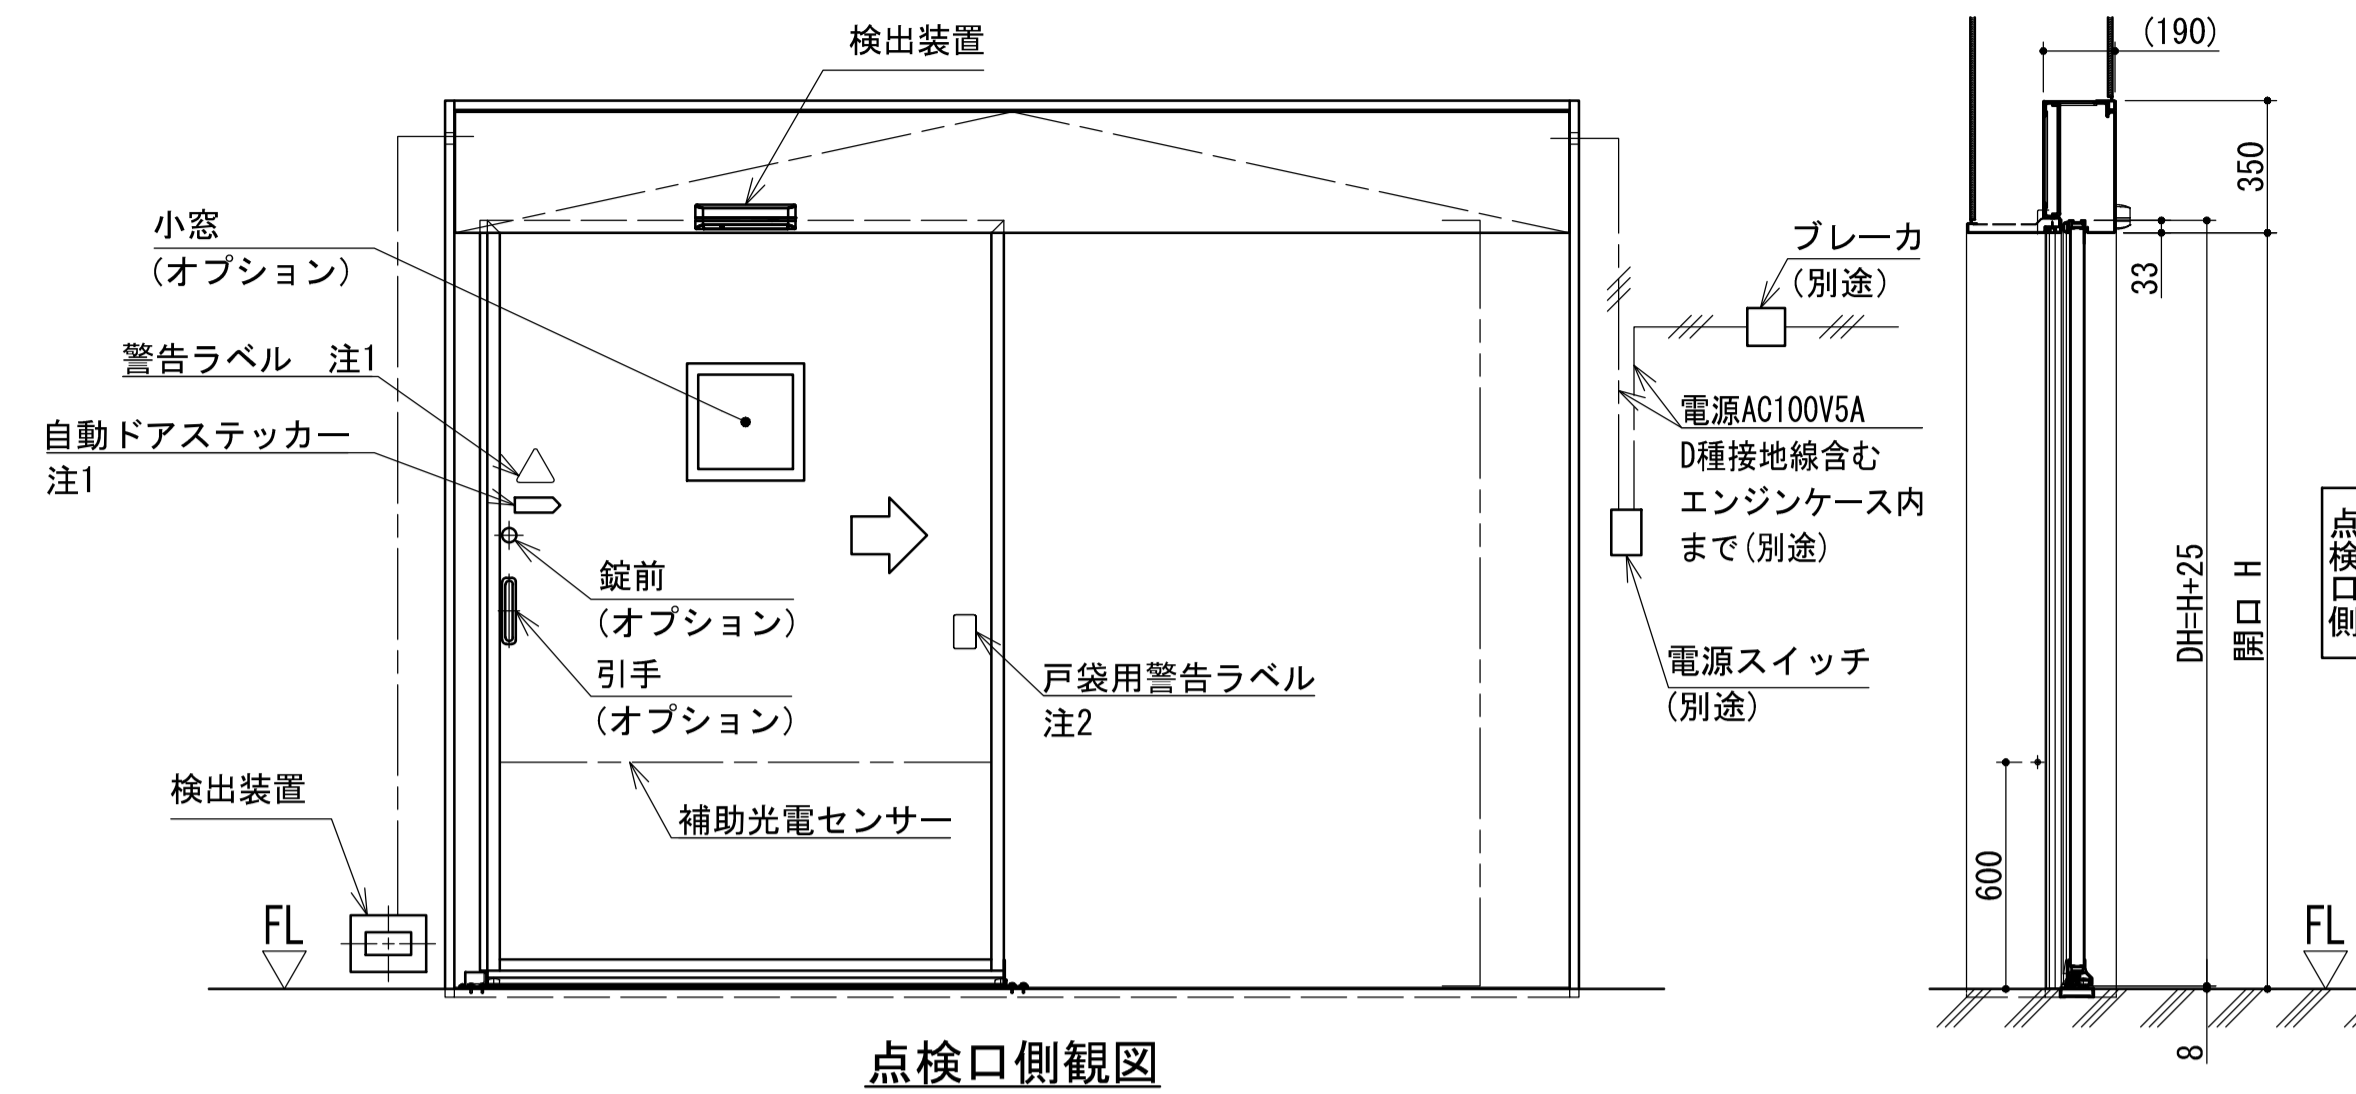 検出装置
(190)
350
小窓
(オプション)
ブレーカ
(別途)
33
警告ラベル 注1
自動ドアステッカー
注1
電源AC100V5A
D種接地線含む
エンジンケース内
まで(別途)
錠前
(オプション)
引手
(オプション)
戸袋用警告ラベル
注2
電源スイッチ
(別途)
DH=H+25
開口 H
点検口側
検出装置
補助光電センサー
600
FL
FL
8
点検口側観図